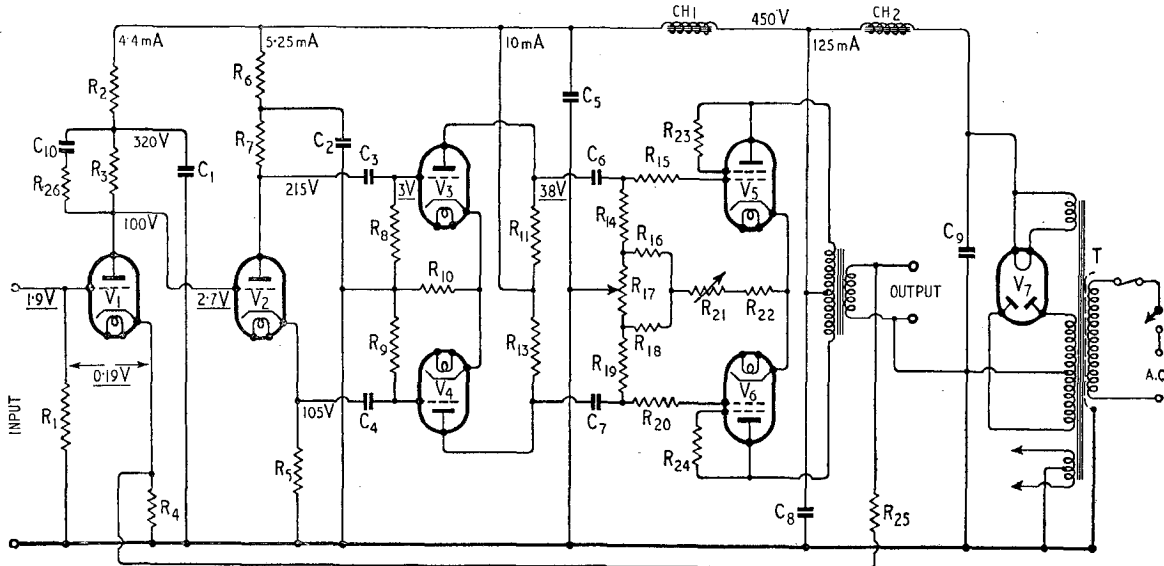 CH1 450V CH2
4.4mA 5.25mA 10mA 125mA
R2 R6 C5 R23
C10 320V R7 C2 C3 C6 R15 V5
R3 C1 215V 3V V3 38V
R26 R14
100V R8 R11 R16 C9
V1 V2 R10 R17 R21 R22 OUTPUT V7 T
1.9V 2.7V R18
0.19V R9 R13 R19 A.C
V4 V6
INPUT R1 105V C4 C7 R20
R5 R24
R4 C8 R25